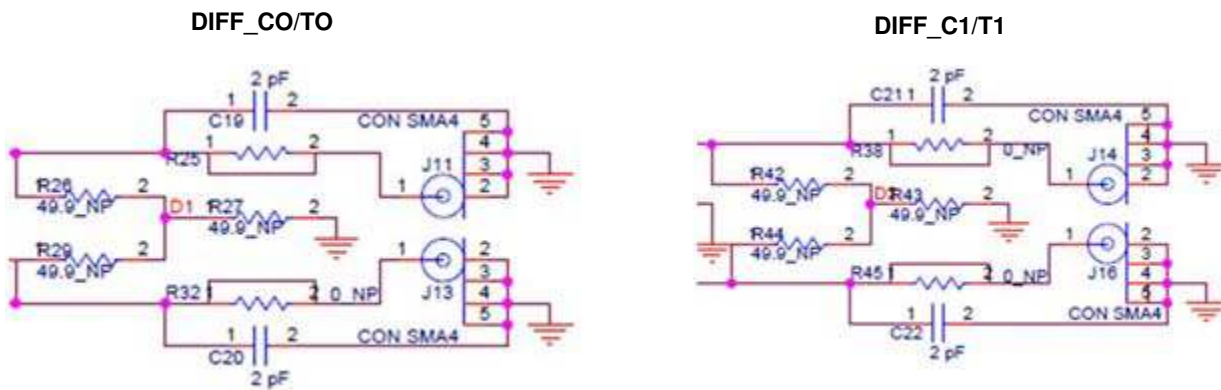 DIFF_CO/TO
DIFF_C1/T1
2 pF
1 2
C19
CON SMA4
5
4
3
2
1 2
R25
J11
1
R26
1 2
49.9_NP
D1
R27
1 2
49.9_NP
R29
1 2
49.9_NP
1
2
3
4
5
J13
R32
1 2
0_NP
1 2
C20
CON SMA4
2 pF
2 pF
C21 1 2
CON SMA4
5
4
3
2
1 2
R38
0_NP
J14
1
R42
1 2
49.9_NP
R43
2
49.9_NP
R44
1 2
49.9_NP
1
2
3
4
5
J16
R45
1 2
0_NP
1 2
C22
CON SMA4
2 pF